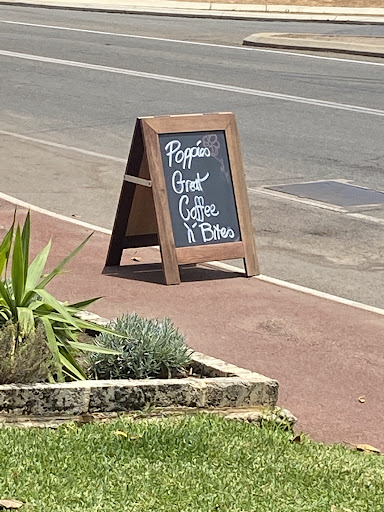 Poppies
Great
Coffee
'n' Bites